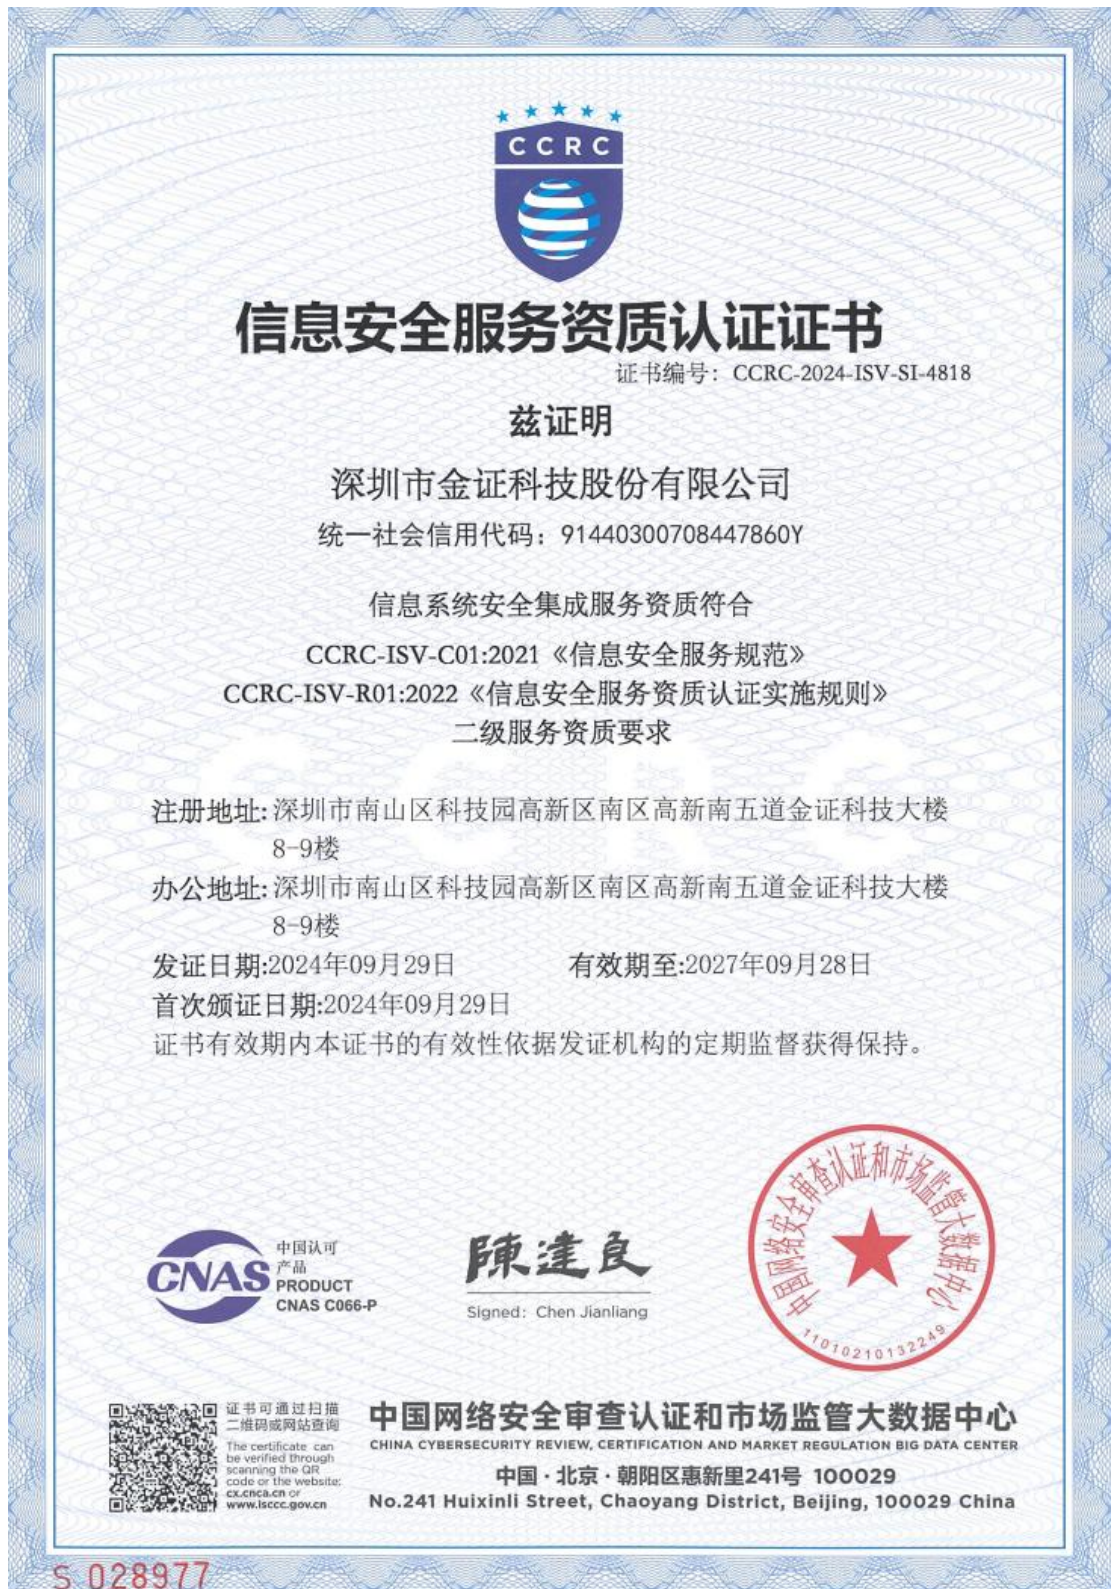 CCRC
信息安全服务资质认证证书
证书编号：CCRC-2024-ISV-SI-4818
兹证明
深圳市金证科技股份有限公司
统一社会信用代码：91440300708447860Y
信息系统安全集成服务资质符合
CCRC-ISV-C01:2021《信息安全服务规范》
CCRC-ISV-R01:2022《信息安全服务资质认证实施规则》
二级服务资质要求
CCRC
注册地址:深圳市南山区科技园高新区南区高新南五道金证科技大楼
8-9楼
办公地址:深圳市南山区科技园高新区南区高新南五道金证科技大楼
8-9楼
发证日期:2024年09月29日 有效期至:2027年09月28日
首次颁证日期:2024年09月29日
证书有效期内本证书的有效性依据发证机构的定期监督获得保持。
CNAS
中国认可
产品
PRODUCT
CNAS C066-P
陳建良
Signed: Chen Jianliang
中国网络安全审查认证和市场监管大数据中心
11010210132249
证书可通过扫描
二维码或网站查询
The certificate can
be verified through
scanning the QR
code or the website:
cx.cnca.cn or
www.isccc.gov.cn
中国网络安全审查认证和市场监管大数据中心
CHINA CYBERSECURITY REVIEW, CERTIFICATION AND MARKET REGULATION BIG DATA CENTER
中国·北京·朝阳区惠新里241号 100029
No.241 Huixinli Street, Chaoyang District, Beijing, 100029 China
S 028977